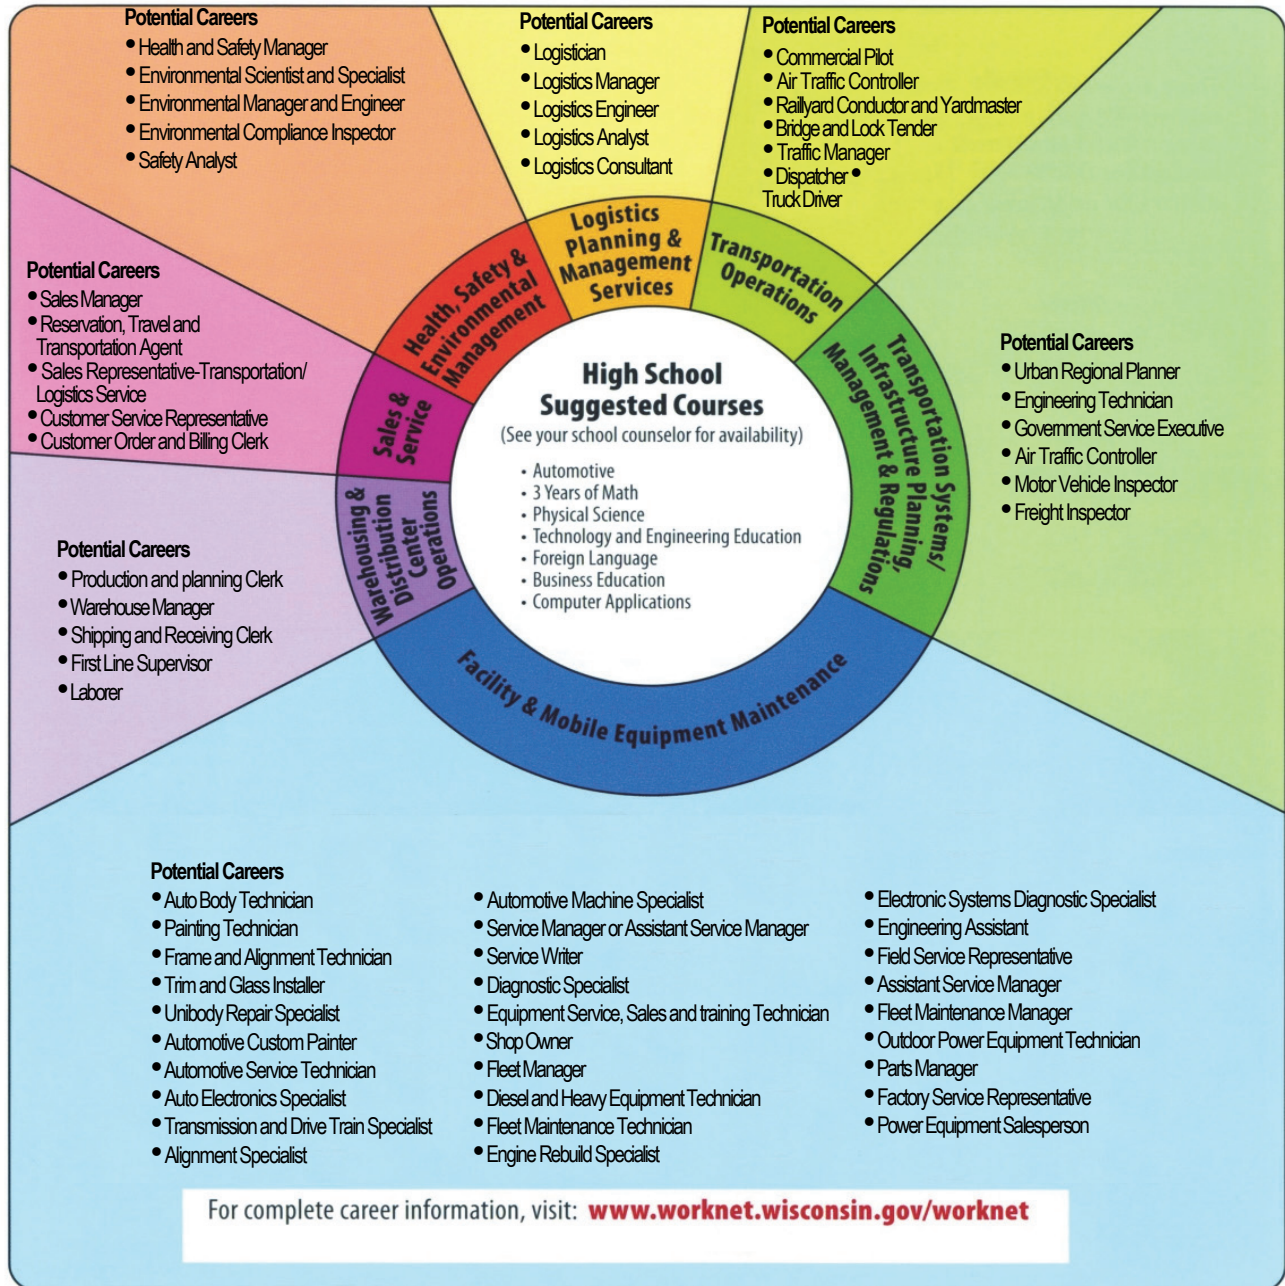 Potential Careers
• Health and Safety Manager
• Environmental Scientist and Specialist
• Environmental Manager and Engineer
• Environmental Compliance Inspector
• Safety Analyst
Potential Careers
• Logistician
• Logistics Manager
• Logistics Engineer
• Logistics Analyst
• Logistics Consultant
Potential Careers
• Commercial Pilot
• Air Traffic Controller
• Raillyard Conductor and Yardmaster
• Bridge and Lock Tender
• Traffic Manager
• Dispatcher •
Truck Driver
Potential Careers
• Sales Manager
• Reservation, Travel and
Transportation Agent
• Sales Representative-Transportation/
Logistics Service
• Customer Service Representative
• Customer Order and Billing Clerk
Potential Careers
• Urban Regional Planner
• Engineering Technician
• Government Service Executive
• Air Traffic Controller
• Motor Vehicle Inspector
• Freight Inspector
Potential Careers
• Production and planning Clerk
• Warehouse Manager
• Shipping and Receiving Clerk
• First Line Supervisor
• Laborer
Health, Safety &
Environmental
Management
Logistics
Planning &
Management
Services
Transportation
Operations
Transportation Systems/
Infrastructure Planning,
Management & Regulations
Sales &
Service
Warehousing &
Distribution
Center
Operations
Facility & Mobile Equipment Maintenance
High School
Suggested Courses
(See your school counselor for availability)
• Automotive
• 3 Years of Math
• Physical Science
• Technology and Engineering Education
• Foreign Language
• Business Education
• Computer Applications
Potential Careers
• Auto Body Technician
• Painting Technician
• Frame and Alignment Technician
• Trim and Glass Installer
• Unibody Repair Specialist
• Automotive Custom Painter
• Automotive Service Technician
• Auto Electronics Specialist
• Transmission and Drive Train Specialist
• Alignment Specialist
• Automotive Machine Specialist
• Service Manager or Assistant Service Manager
• Service Writer
• Diagnostic Specialist
• Equipment Service, Sales and training Technician
• Shop Owner
• Fleet Manager
• Diesel and Heavy Equipment Technician
• Fleet Maintenance Technician
• Engine Rebuild Specialist
• Electronic Systems Diagnostic Specialist
• Engineering Assistant
• Field Service Representative
• Assistant Service Manager
• Fleet Maintenance Manager
• Outdoor Power Equipment Technician
• Parts Manager
• Factory Service Representative
• Power Equipment Salesperson
For complete career information, visit: www.worknet.wisconsin.gov/worknet